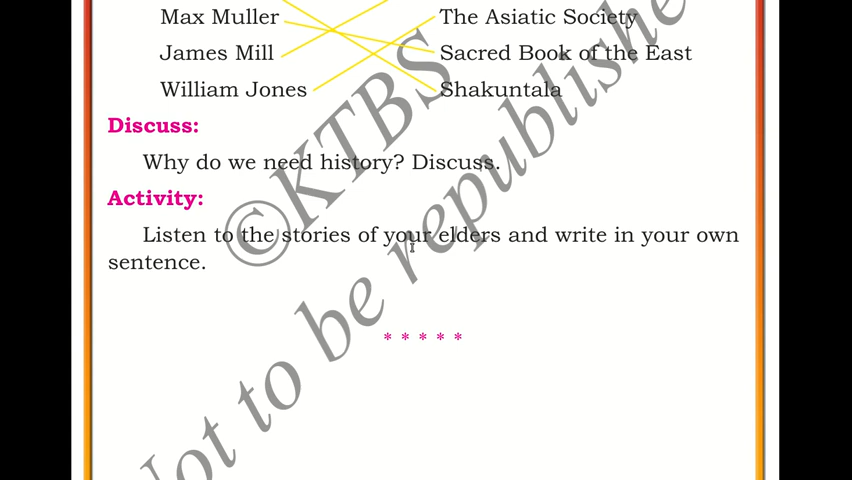 Max Muller The Asiatic Society
James Mill Sacred Book of the East
William Jones Shakuntala
Discuss:
Why do we need history? Discuss.
Activity:
Listen to the stories of your elders and write in your own
sentence.
* * * * *
©KTBS
Not to be republished